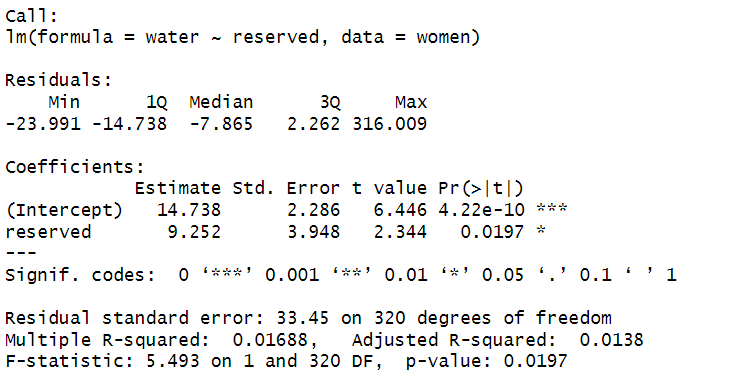 Call:
lm(formula = water ~ reserved, data = women)
Residuals:
    Min      1Q  Median      3Q     Max
-23.991 -14.738  -7.865   2.262 316.009
Coefficients:
            Estimate Std. Error t value Pr(>|t|)
(Intercept)   14.738      2.286   6.446 4.22e-10 ***
reserved       9.252      3.948   2.344   0.0197 *
---
Signif. codes:  0 ‘***’ 0.001 ‘**’ 0.01 ‘*’ 0.05 ‘.’ 0.1 ‘ ’ 1
Residual standard error: 33.45 on 320 degrees of freedom
Multiple R-squared:  0.01688,	Adjusted R-squared:  0.0138
F-statistic: 5.493 on 1 and 320 DF,  p-value: 0.0197